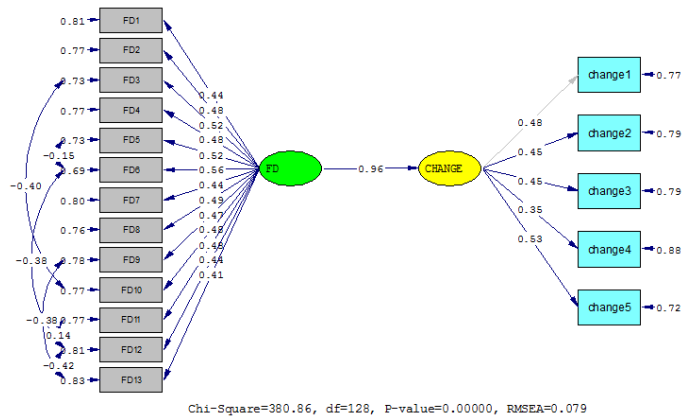 0.81 FD1
0.77 FD2
0.73 FD3
0.77 FD4
0.73 FD5
0.69 FD6
0.80 FD7
0.76 FD8
0.78 FD9
0.77 FD10
0.77 FD11
0.81 FD12
0.83 FD13
-0.15
-0.40
-0.38
-0.38
0.14
-0.42
0.44
0.48
0.52
0.48
0.52
0.56
0.44
0.49
0.47
0.48
0.48
0.44
0.41
FD
0.96
CHANGE
0.48
0.45
0.45
0.35
0.53
change1 0.77
change2 0.79
change3 0.79
change4 0.88
change5 0.72
Chi-Square=380.86, df=128, P-value=0.00000, RMSEA=0.079